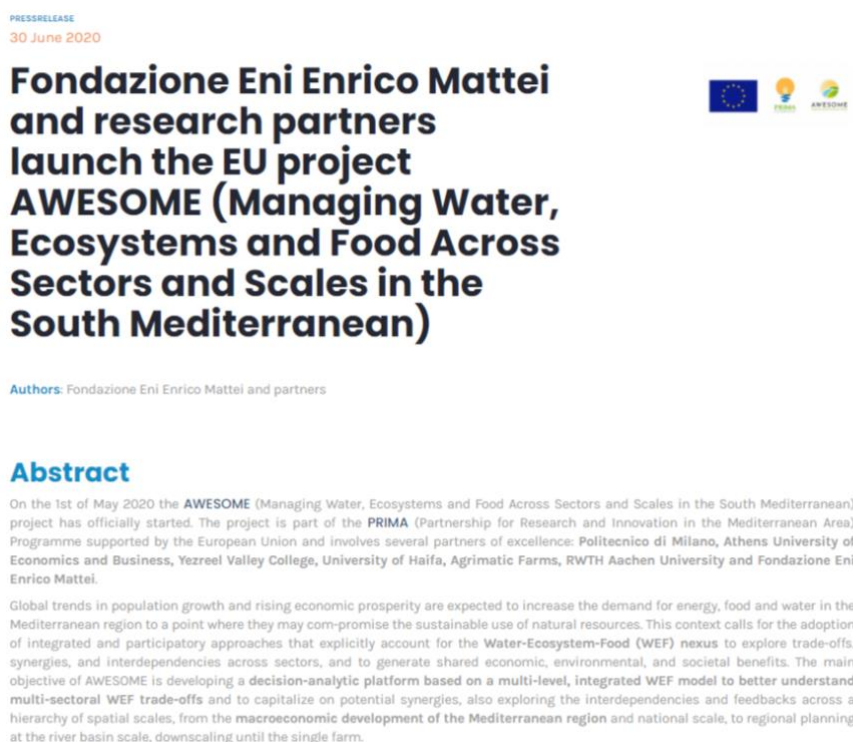 PRESSRELEASE
30 June 2020
Fondazione Eni Enrico Mattei
and research partners
launch the EU project
AWESOME (Managing Water,
Ecosystems and Food Across
Sectors and Scales in the
South Mediterranean)
PRIMA
AWESOME
Authors: Fondazione Eni Enrico Mattei and partners
Abstract
On the 1st of May 2020 the AWESOME (Managing Water, Ecosystems and Food Across Sectors and Scales in the South Mediterranean)
project has officially started. The project is part of the PRIMA (Partnership for Research and Innovation in the Mediterranean Area)
Programme supported by the European Union and involves several partners of excellence: Politecnico di Milano, Athens University of
Economics and Business, Yezreel Valley College, University of Haifa, Agrimatic Farms, RWTH Aachen University and Fondazione Eni
Enrico Mattei.
Global trends in population growth and rising economic prosperity are expected to increase the demand for energy, food and water in the
Mediterranean region to a point where they may com-promise the sustainable use of natural resources. This context calls for the adoption
of integrated and participatory approaches that explicitly account for the Water-Ecosystem-Food (WEF) nexus to explore trade-offs
synergies, and interdependencies across sectors, and to generate shared economic, environmental, and societal benefits. The main
objective of AWESOME is developing a decision-analytic platform based on a multi-level, integrated WEF model to better understand
multi-sectoral WEF trade-offs and to capitalize on potential synergies, also exploring the interdependencies and feedbacks across a
hierarchy of spatial scales, from the macroeconomic development of the Mediterranean region and national scale, to regional planning
at the river basin scale, downscaling until the single farm.